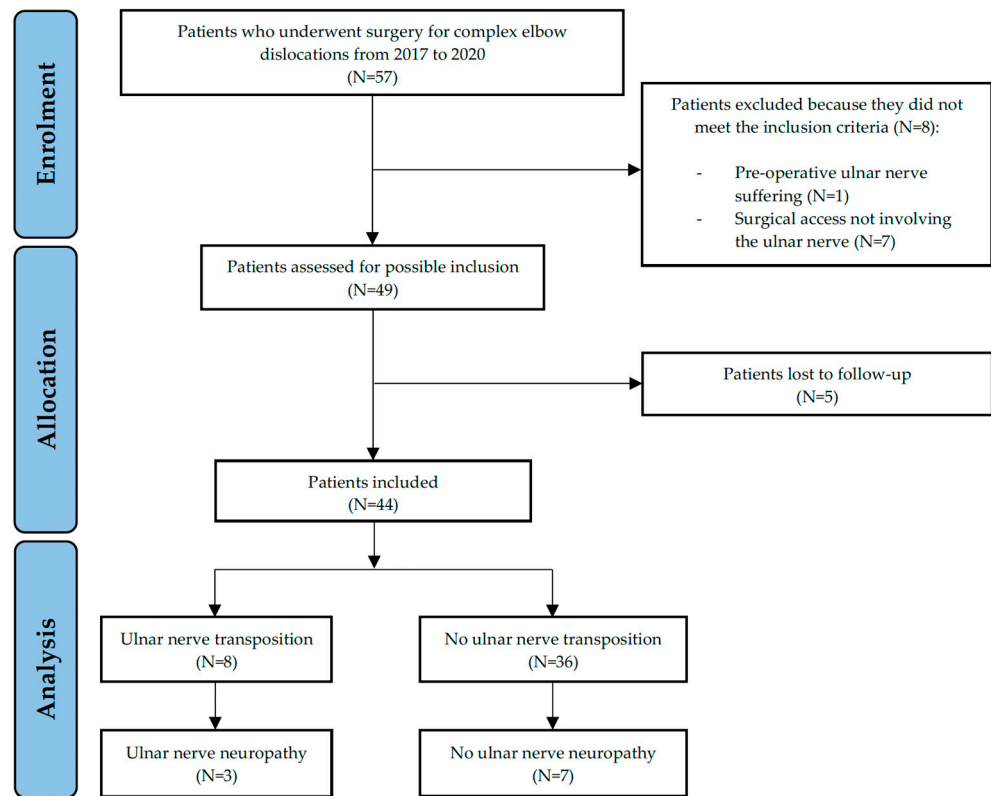 Enrolment
Patients who underwent surgery for complex elbow
dislocations from 2017 to 2020
(N=57)
Patients excluded because they did not
meet the inclusion criteria (N=8):
- Pre-operative ulnar nerve
suffering (N=1)
- Surgical access not involving
the ulnar nerve (N=7)
Allocation
Patients assessed for possible inclusion
(N=49)
Patients lost to follow-up
(N=5)
Patients included
(N=44)
Analysis
Ulnar nerve transposition
(N=8)
No ulnar nerve transposition
(N=36)
Ulnar nerve neuropathy
(N=3)
No ulnar nerve neuropathy
(N=7)